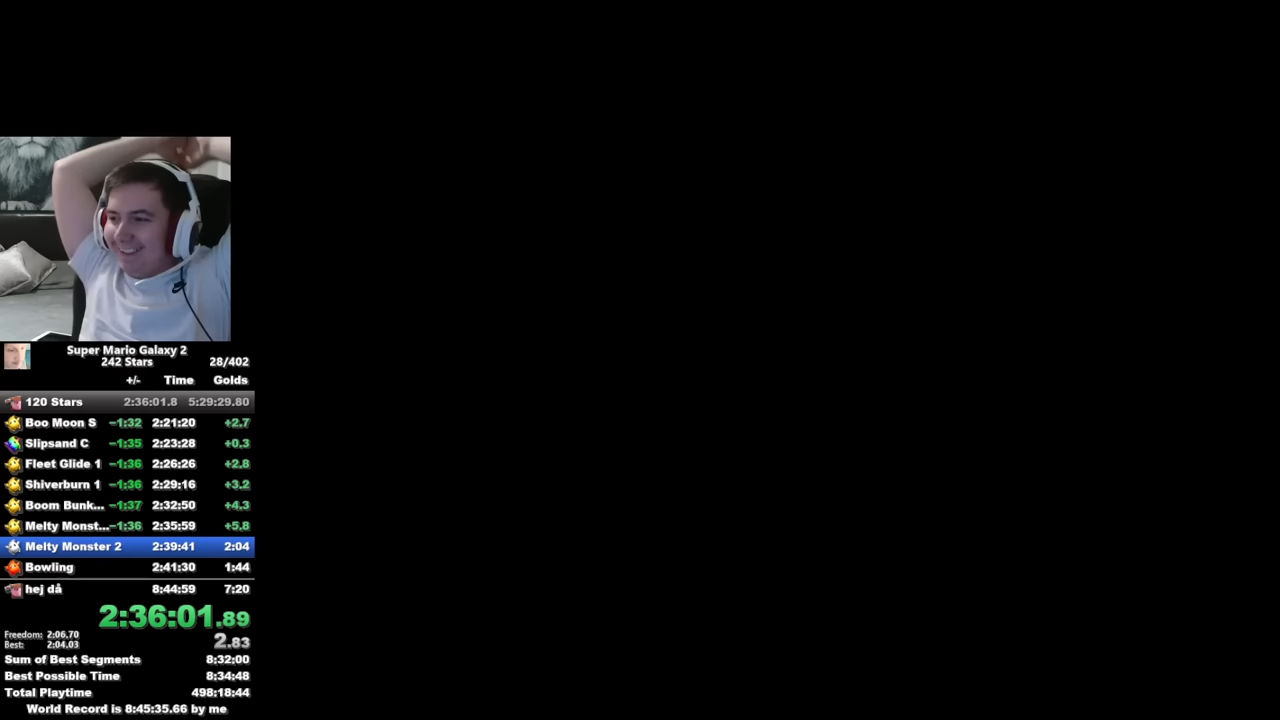 Super Mario Galaxy 2
242 Stars 28/402
+/- Time Golds
120 Stars 2:36:01.8 5:29:29.80
Boo Moon S −1:32 2:21:20 +2.7
Slipsand C −1:35 2:23:28 +0.3
Fleet Glide 1 −1:36 2:26:26 +2.8
Shiverburn 1 −1:36 2:29:16 +3.2
Boom Bunk... −1:37 2:32:50 +4.3
Melty Monst... −1:36 2:35:59 +5.8
Melty Monster 2 2:39:41 2:04
Bowling 2:41:30 1:44
hej då 8:44:59 7:20
2:36:01.89
Freedom: 2:06.70
Best: 2:04.03
2.83
Sum of Best Segments 8:32:00
Best Possible Time 8:34:48
Total Playtime 498:18:44
World Record is 8:45:35.66 by me